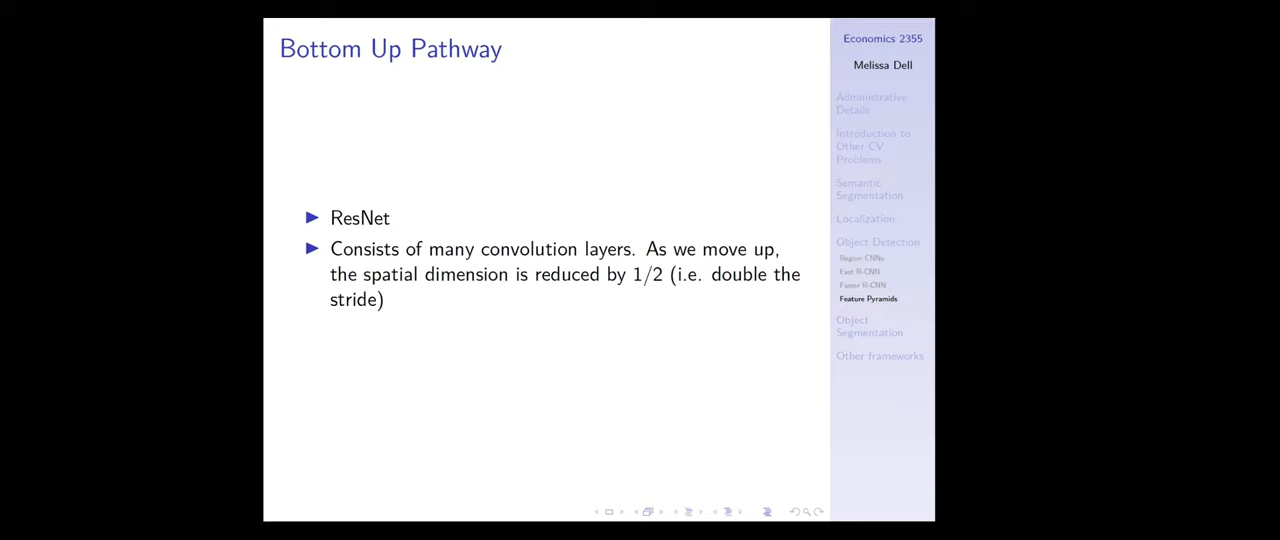 Bottom Up Pathway
▶ ResNet
▶ Consists of many convolution layers. As we move up,
the spatial dimension is reduced by 1/2 (i.e. double the
stride)
Economics 2355
Melissa Dell
Administrative
Details
Introduction to
Other CV
Problems
Semantic
Segmentation
Localization
Object Detection
Region CNNs
Fast R-CNN
Faster R-CNN
Feature Pyramids
Object
Segmentation
Other frameworks